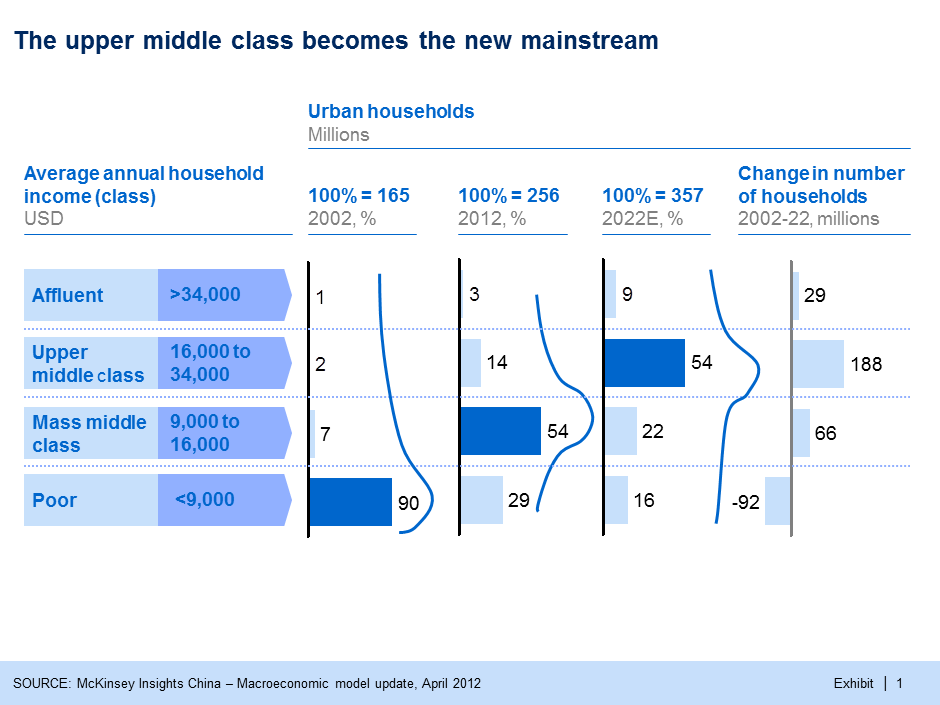 The upper middle class becomes the new mainstream
Urban households
Millions
Average annual household
income (class)
USD
100% = 165
2002, %
100% = 256
2012, %
100% = 357
2022E, %
Change in number
of households
2002-22, millions
Affluent
>34,000
1
3
9
29
Upper
middle class
16,000 to
34,000
2
14
54
188
Mass middle
class
9,000 to
16,000
7
54
22
66
Poor
<9,000
90
29
16
-92
SOURCE: McKinsey Insights China – Macroeconomic model update, April 2012
Exhibit | 1